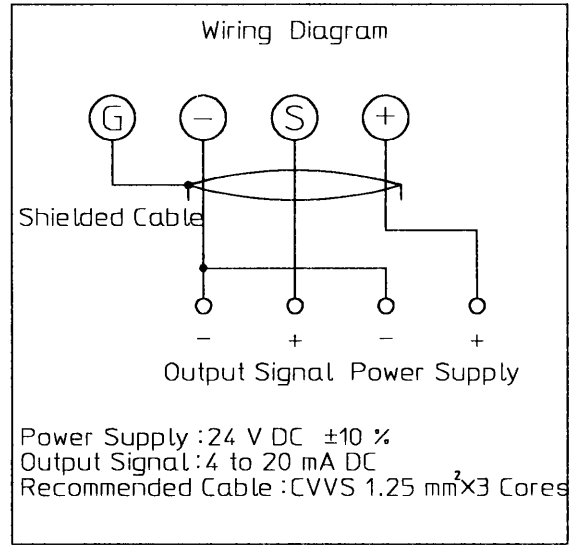 Wiring Diagram
G - S +
Shielded Cable
- + - +
Output Signal Power Supply
Power Supply : 24 V DC ±10 %
Output Signal : 4 to 20 mA DC
Recommended Cable : CVVS 1.25 mm²×3 Cores